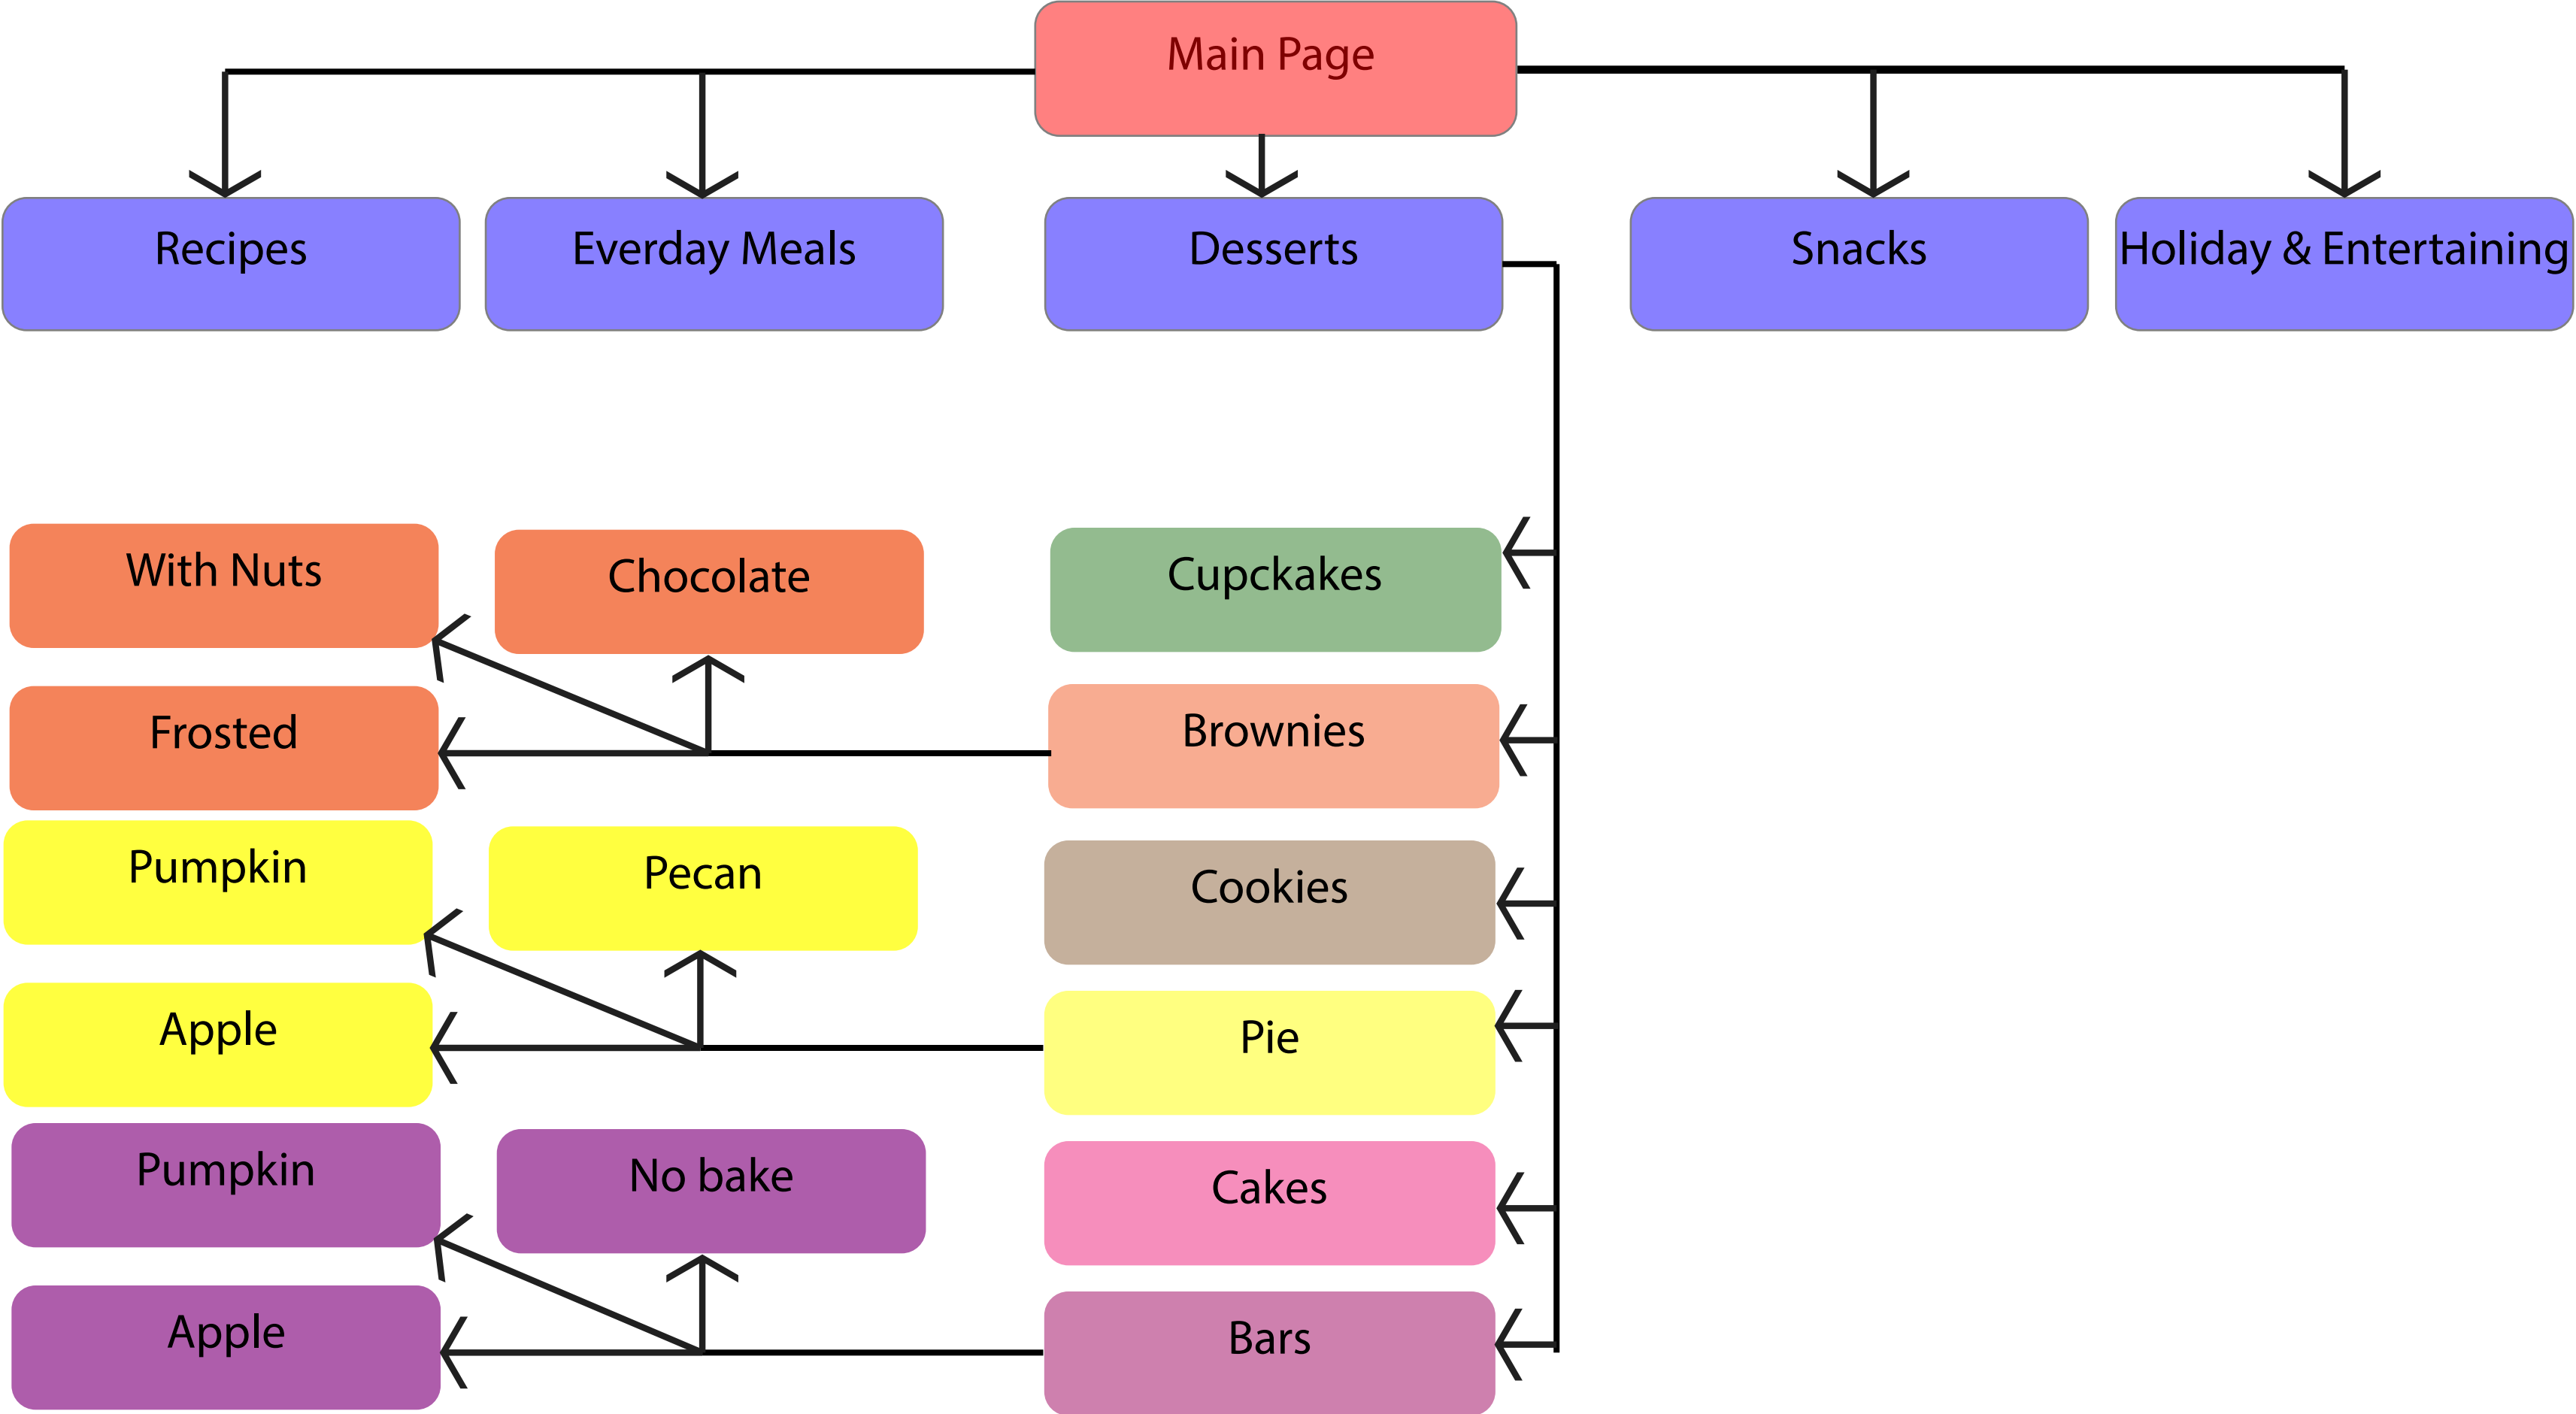 Main Page
Recipes
Everday Meals
Desserts
Snacks
Holiday & Entertaining
With Nuts
Chocolate
Cupckakes
Frosted
Brownies
Pumpkin
Pecan
Cookies
Apple
Pie
Pumpkin
No bake
Cakes
Apple
Bars